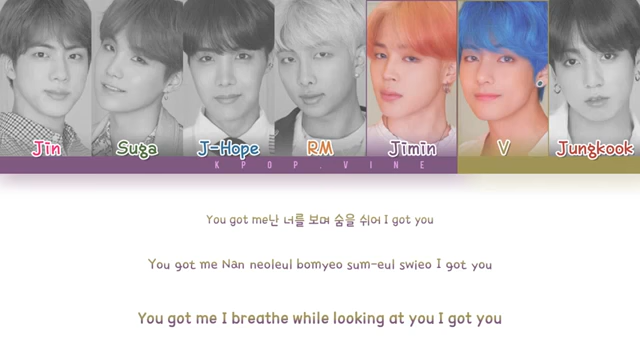 Jin Suga J-Hope RM Jimin V Jungkook
KPOP.VINE
You got me난 너를 보며 숨을 쉬어 I got you
You got me Nan neoleul bomyeo sum-eul swieo I got you
You got me I breathe while looking at you I got you